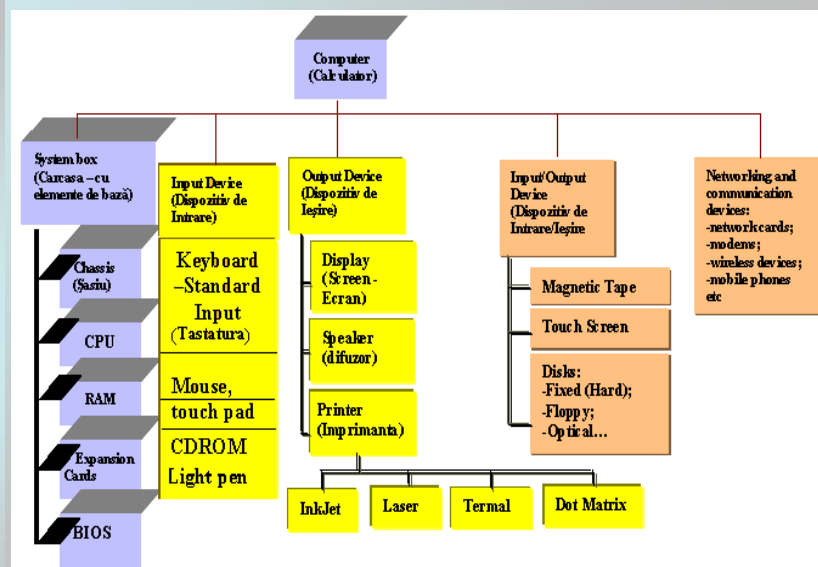 Computer
(Calculator)
System box
(Carcasa – cu
elemente de bază)
Chassis
(Şasiu)
CPU
RAM
Expansion
Cards
BIOS
Input Device
(Dispozitiv de
Intrare)
Keyboard
–Standard
Input
(Tastatura)
Mouse,
touch pad
CDROM
Light pen
Output Device
(Dispozitiv de
Ieşire)
Display
(Screen -
Ecran)
Speaker
(difuzor)
Printer
(Imprimanta)
InkJet
Laser
Termal
Dot Matrix
Input/Output
Device
(Dispozitiv de
Intrare/Ieşire
Magnetic Tape
Touch Screen
Disks:
-Fixed (Hard);
-Floppy;
-Optical...
Networking and
communication
devices:
-network cards;
-modems;
-wireless devices;
-mobile phones
etc